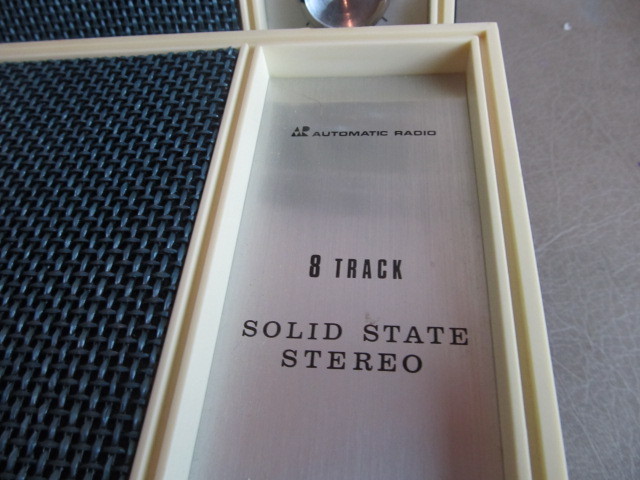 AR AUTOMATIC RADIO
8 TRACK
SOLID STATE
STEREO